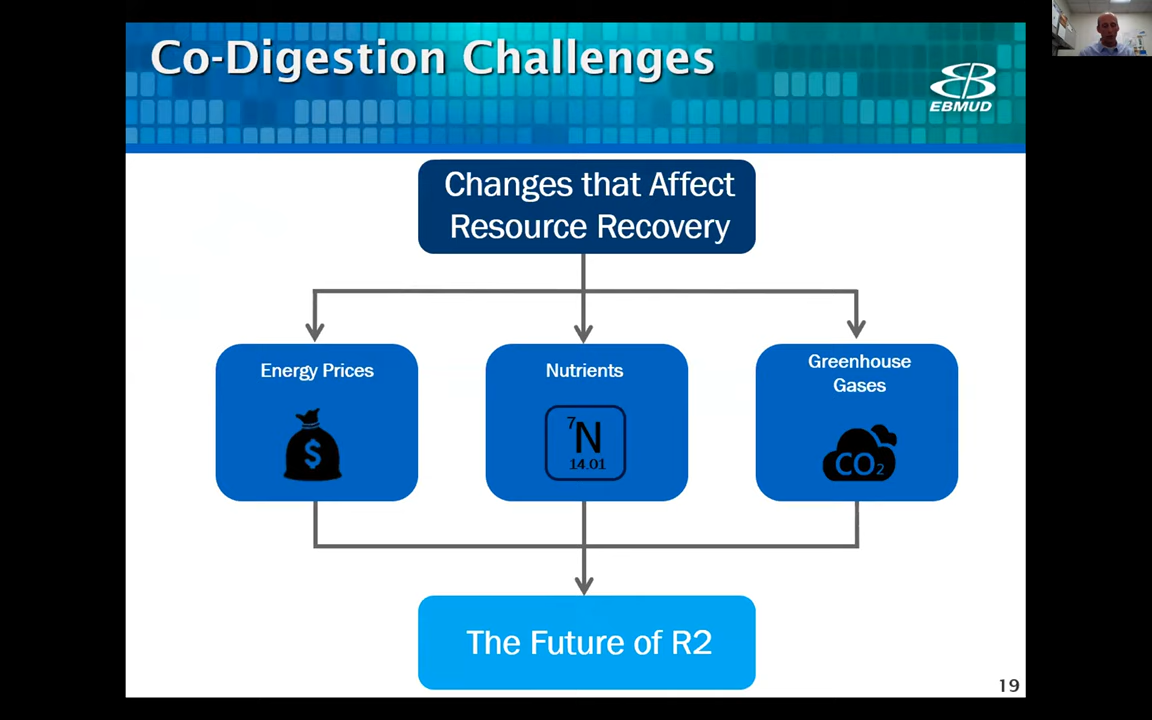 Co-Digestion Challenges
EBMUD
Changes that Affect
Resource Recovery
Energy Prices
$
Nutrients
7
N
14.01
Greenhouse
Gases
CO2
The Future of R2
19